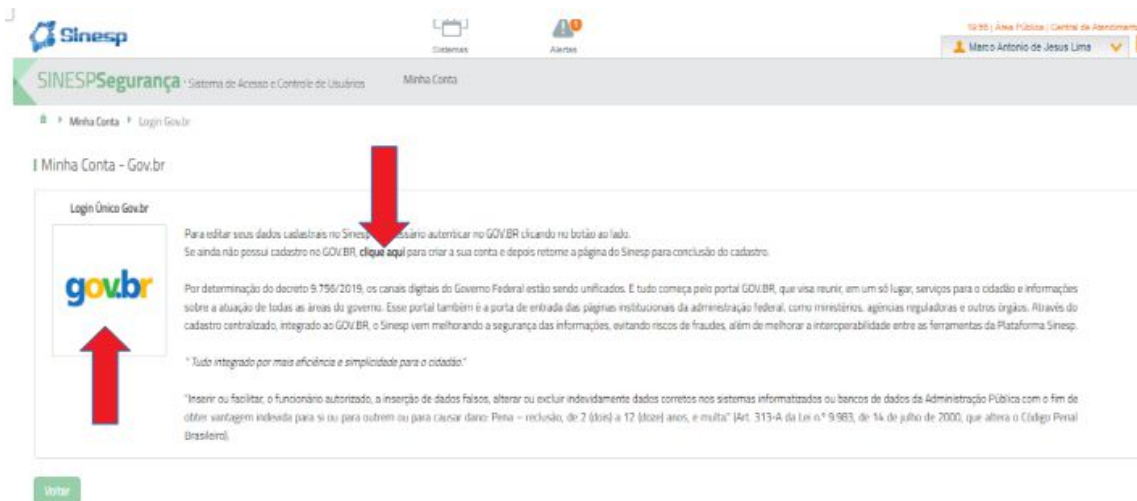 Sinesp
Sistemas
Alertas
19:55 | Área Pública | Central de Atendimento
Marco Antonio de Jesus Lima
SINESPSegurança Sistema de Acesso e Controle de Usuários
Minha Conta
Minha Conta Login Gov.br
Minha Conta - Gov.br
Login Único Gov.br
gov.br
Para editar seus dados cadastrais no Sinesp autenticar no GOV.BR clicando no botão ao lado.
Se ainda não possui cadastro no GOV.BR, clique aqui para criar a sua conta e depois retorne a página do Sinesp para conclusão do cadastro.
Por determinação do decreto 9.756/2019, os canais digitais do Governo Federal estão sendo unificados. E tudo começa pelo portal GOV.BR, que visa reunir, em um só lugar, serviços para o cidadão e informações
sobre a atuação de todas as áreas do governo. Esse portal também é a porta de entrada das páginas institucionais da administração federal, como ministérios, agências reguladoras e outros órgãos. Através do
cadastro centralizado, integrado ao GOV.BR, o Sinesp vem melhorando a segurança das informações, evitando riscos de fraudes, além de melhorar a interoperabilidade entre as ferramentas da Plataforma Sinesp.
" Tudo integrado por mais eficiência e simplicidade para o cidadão."
"Inserir ou facilitar, o funcionário autorizado, a inserção de dados falsos, alterar ou excluir indevidamente dados corretos nos sistemas informatizados ou bancos de dados da Administração Pública com o fim de
obter vantagem indevida para si ou para outrem ou para causar dano: Pena – reclusão, de 2 (dois) a 12 (doze) anos, e multa." (Art. 313-A da Lei n.º 9.983, de 14 de julho de 2000, que altera o Código Penal
Brasileiro).
Voltar